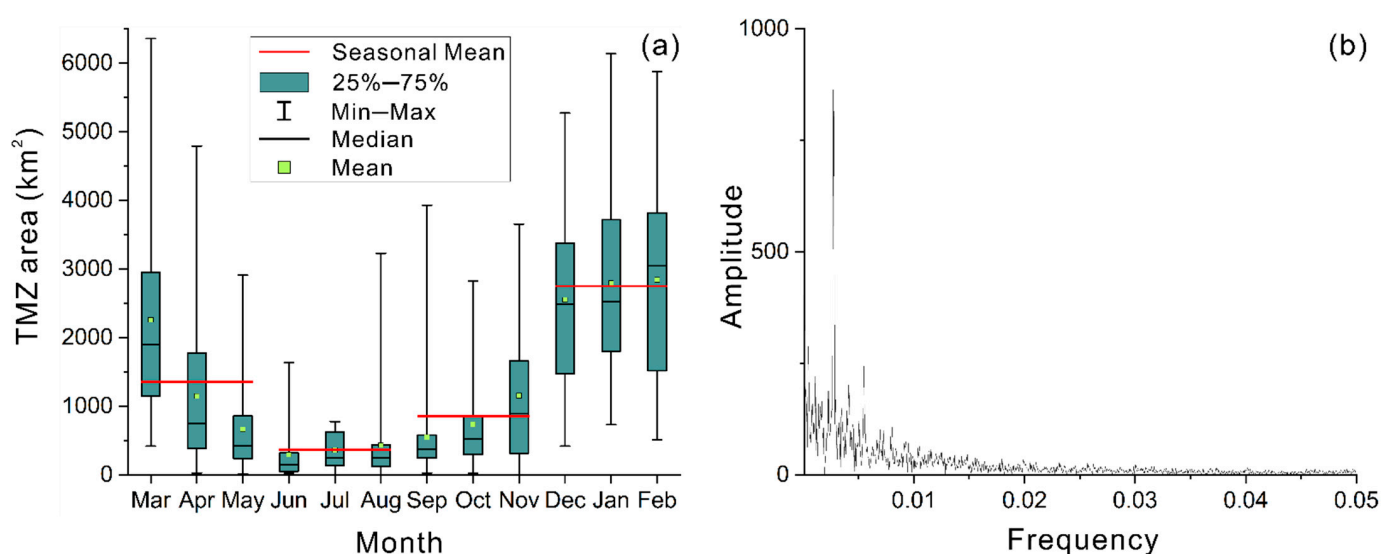 (a)
Seasonal Mean
25%—75%
Min—Max
Median
Mean
TMZ area (km²)
6000
5000
4000
3000
2000
1000
0
Mar Apr May Jun Jul Aug Sep Oct Nov Dec Jan Feb
Month
(b)
Amplitude
1000
500
0
0.01 0.02 0.03 0.04 0.05
Frequency